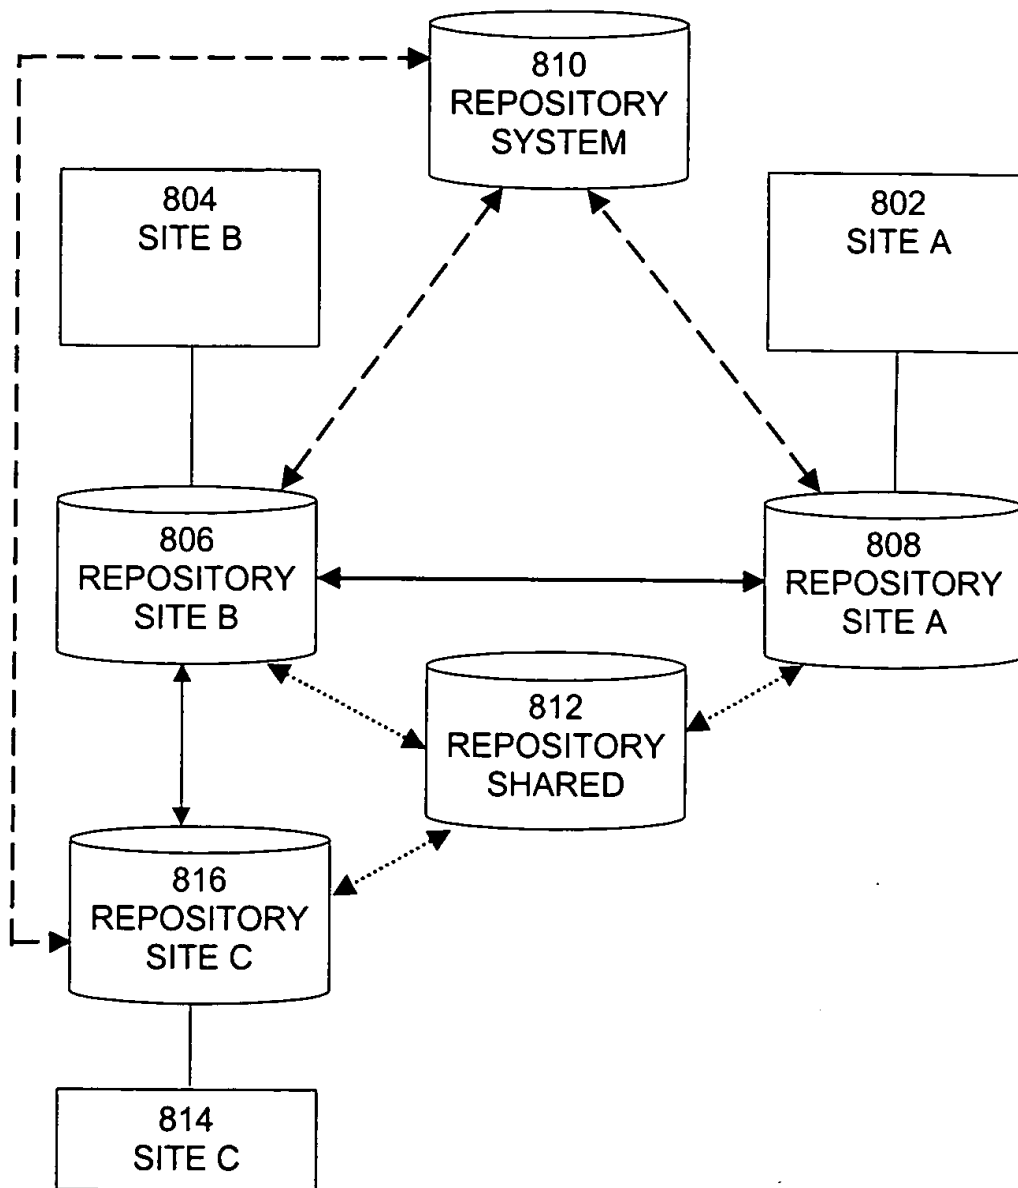 810
REPOSITORY
SYSTEM
804
SITE B
802
SITE A
806
REPOSITORY
SITE B
808
REPOSITORY
SITE A
812
REPOSITORY
SHARED
816
REPOSITORY
SITE C
814
SITE C